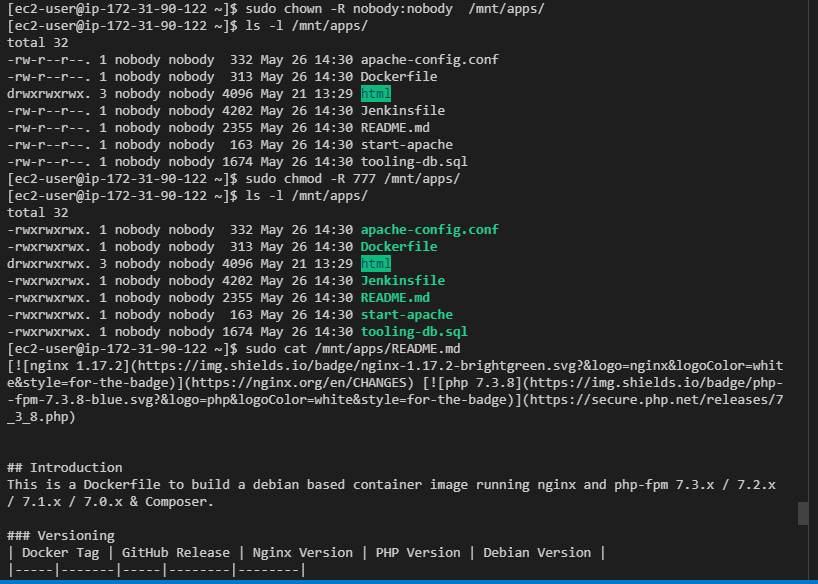 [ec2-user@ip-172-31-90-122 ~]$ sudo chown -R nobody:nobody  /mnt/apps/
[ec2-user@ip-172-31-90-122 ~]$ ls -l /mnt/apps/
total 32
-rw-r--r--. 1 nobody nobody  332 May 26 14:30 apache-config.conf
-rw-r--r--. 1 nobody nobody  313 May 26 14:30 Dockerfile
drwxrwxrwx. 3 nobody nobody 4096 May 21 13:29 html
-rw-r--r--. 1 nobody nobody 4202 May 26 14:30 Jenkinsfile
-rw-r--r--. 1 nobody nobody 2355 May 26 14:30 README.md
-rw-r--r--. 1 nobody nobody  163 May 26 14:30 start-apache
-rw-r--r--. 1 nobody nobody 1674 May 26 14:30 tooling-db.sql
[ec2-user@ip-172-31-90-122 ~]$ sudo chmod -R 777 /mnt/apps/
[ec2-user@ip-172-31-90-122 ~]$ ls -l /mnt/apps/
total 32
-rwxrwxrwx. 1 nobody nobody  332 May 26 14:30 apache-config.conf
-rwxrwxrwx. 1 nobody nobody  313 May 26 14:30 Dockerfile
drwxrwxrwx. 3 nobody nobody 4096 May 21 13:29 html
-rwxrwxrwx. 1 nobody nobody 4202 May 26 14:30 Jenkinsfile
-rwxrwxrwx. 1 nobody nobody 2355 May 26 14:30 README.md
-rwxrwxrwx. 1 nobody nobody  163 May 26 14:30 start-apache
-rwxrwxrwx. 1 nobody nobody 1674 May 26 14:30 tooling-db.sql
[ec2-user@ip-172-31-90-122 ~]$ sudo cat /mnt/apps/README.md
[![nginx 1.17.2](https://img.shields.io/badge/nginx-1.17.2-brightgreen.svg?&logo=nginx&logoColor=whit
e&style=for-the-badge)](https://nginx.org/en/CHANGES) [![php 7.3.8](https://img.shields.io/badge/php-
-fpm-7.3.8-blue.svg?&logo=php&logoColor=white&style=for-the-badge)](https://secure.php.net/releases/7
_3_8.php)
## Introduction
This is a Dockerfile to build a debian based container image running nginx and php-fpm 7.3.x / 7.2.x
/ 7.1.x / 7.0.x & Composer.
### Versioning
| Docker Tag | GitHub Release | Nginx Version | PHP Version | Debian Version |
|-----|-------|-----|--------|--------|